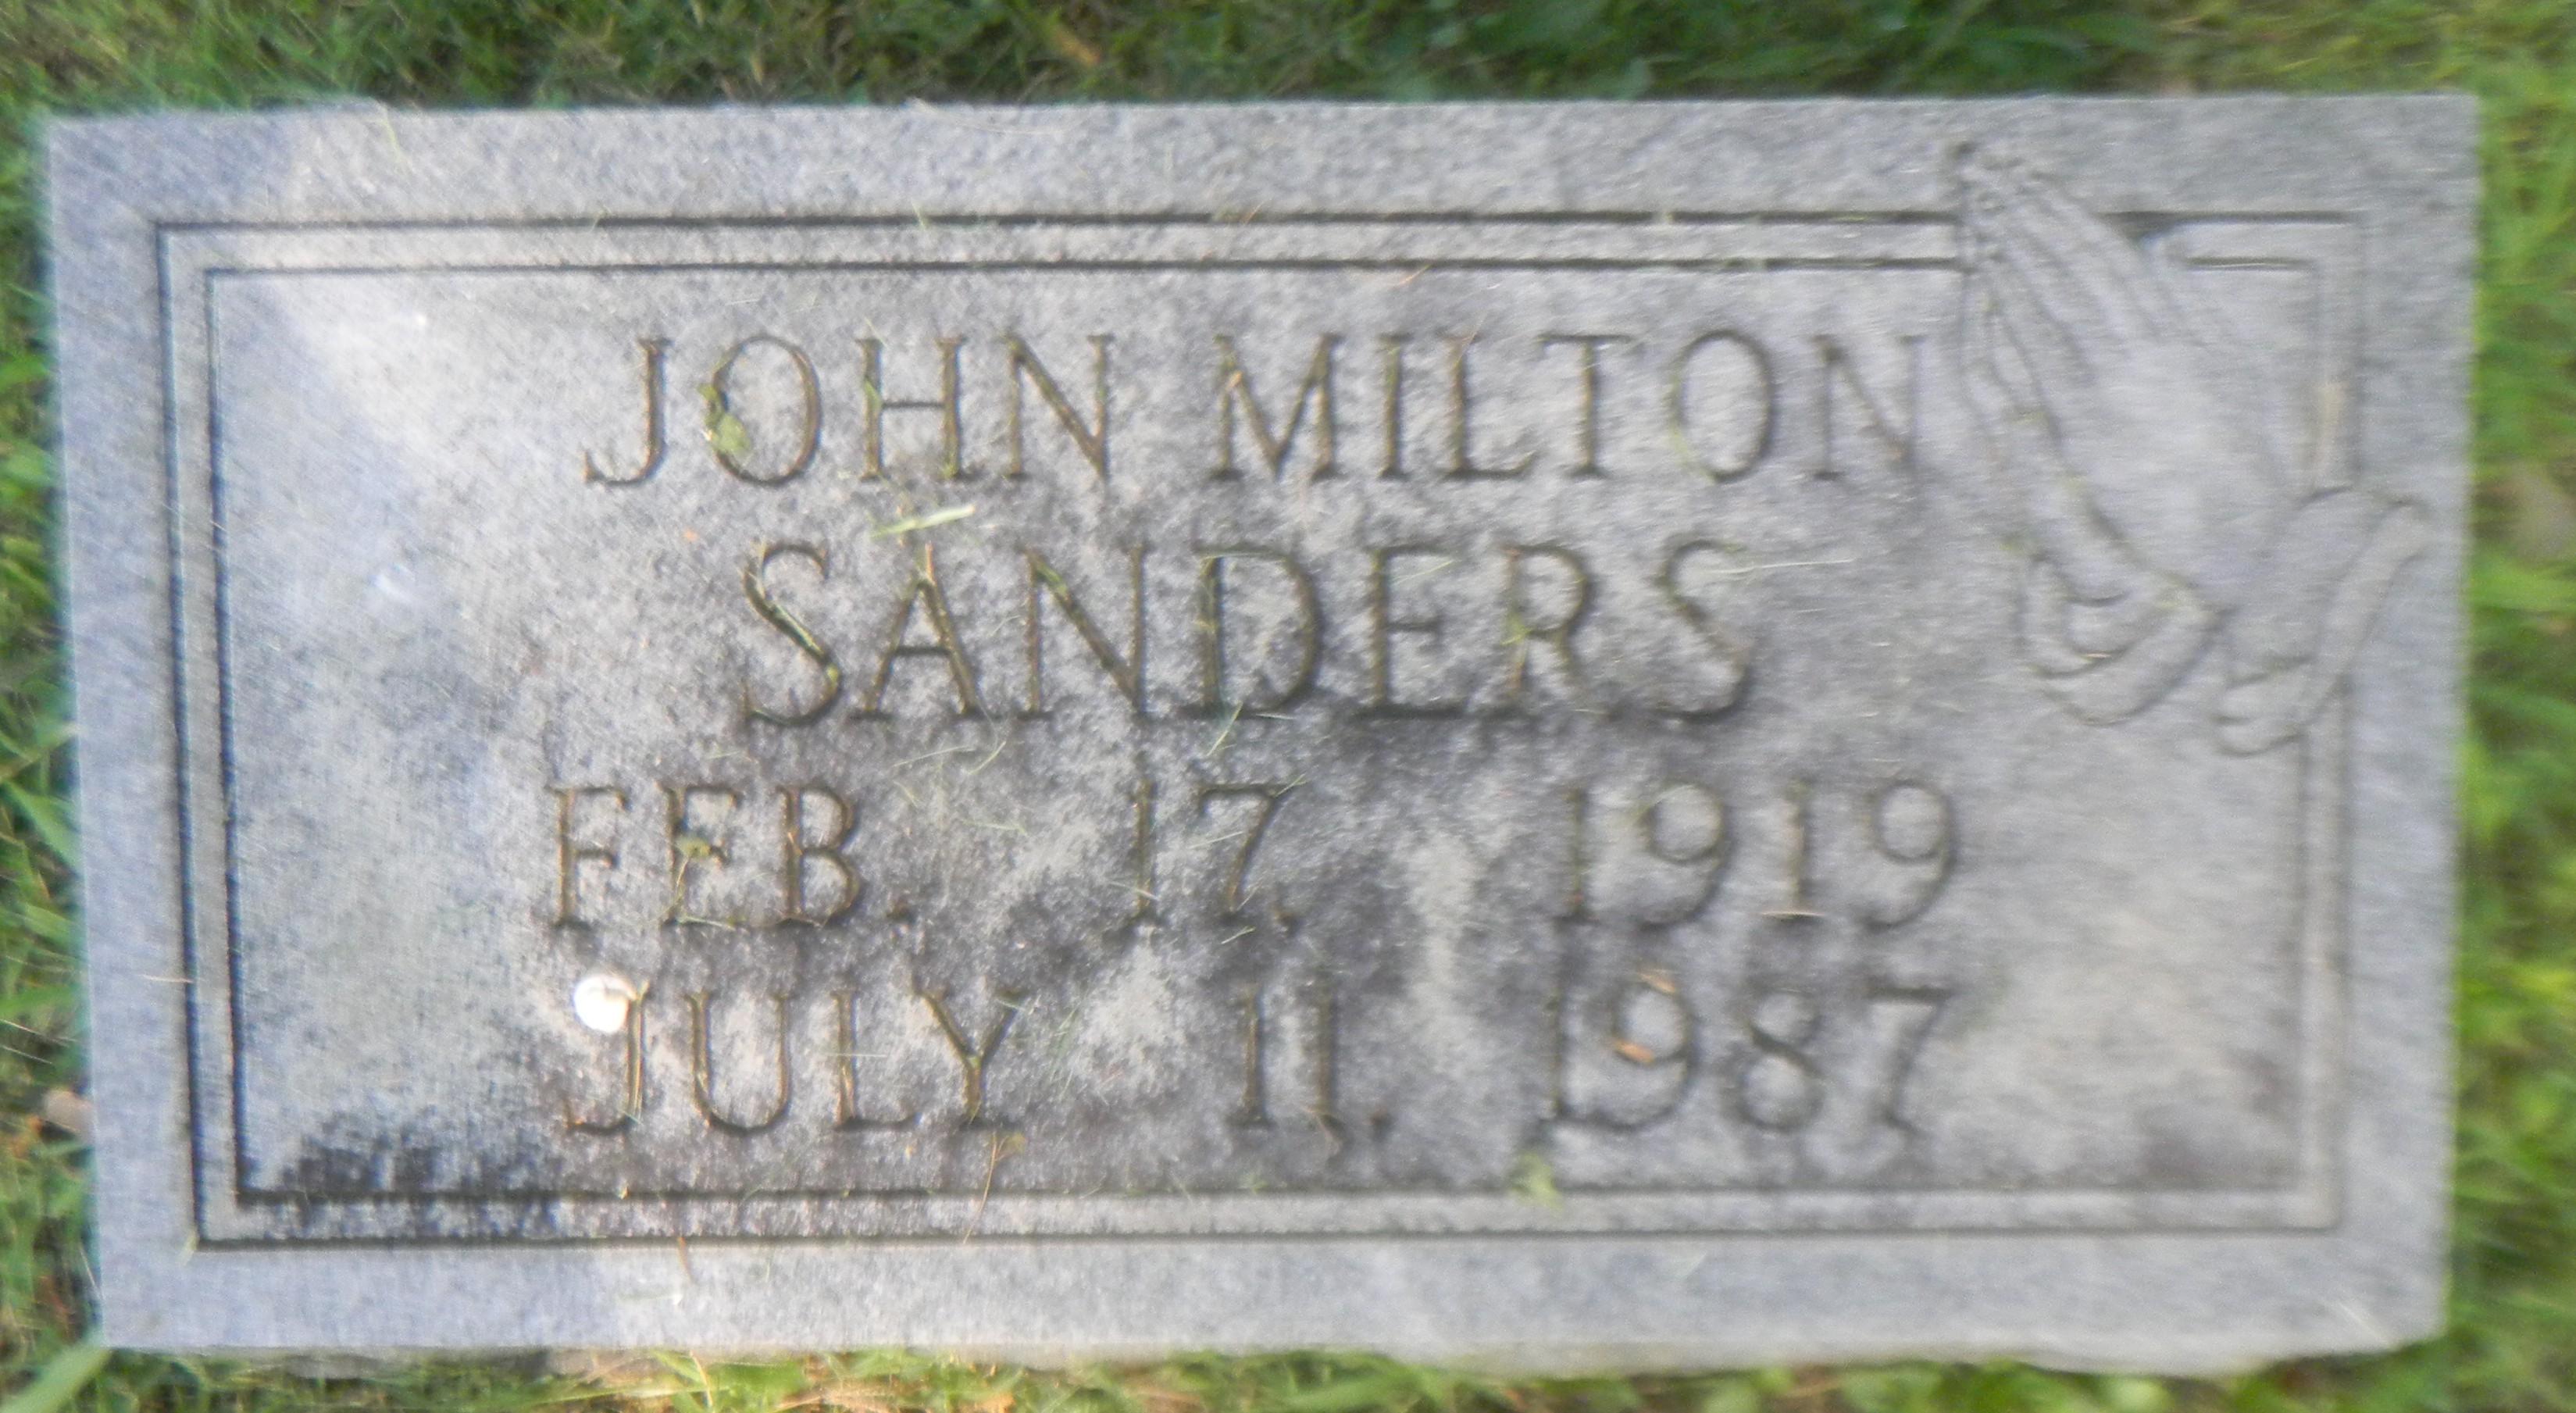 JOHN MILTON
SANDERS
FEB. 17, 1919
JULY 11, 1987